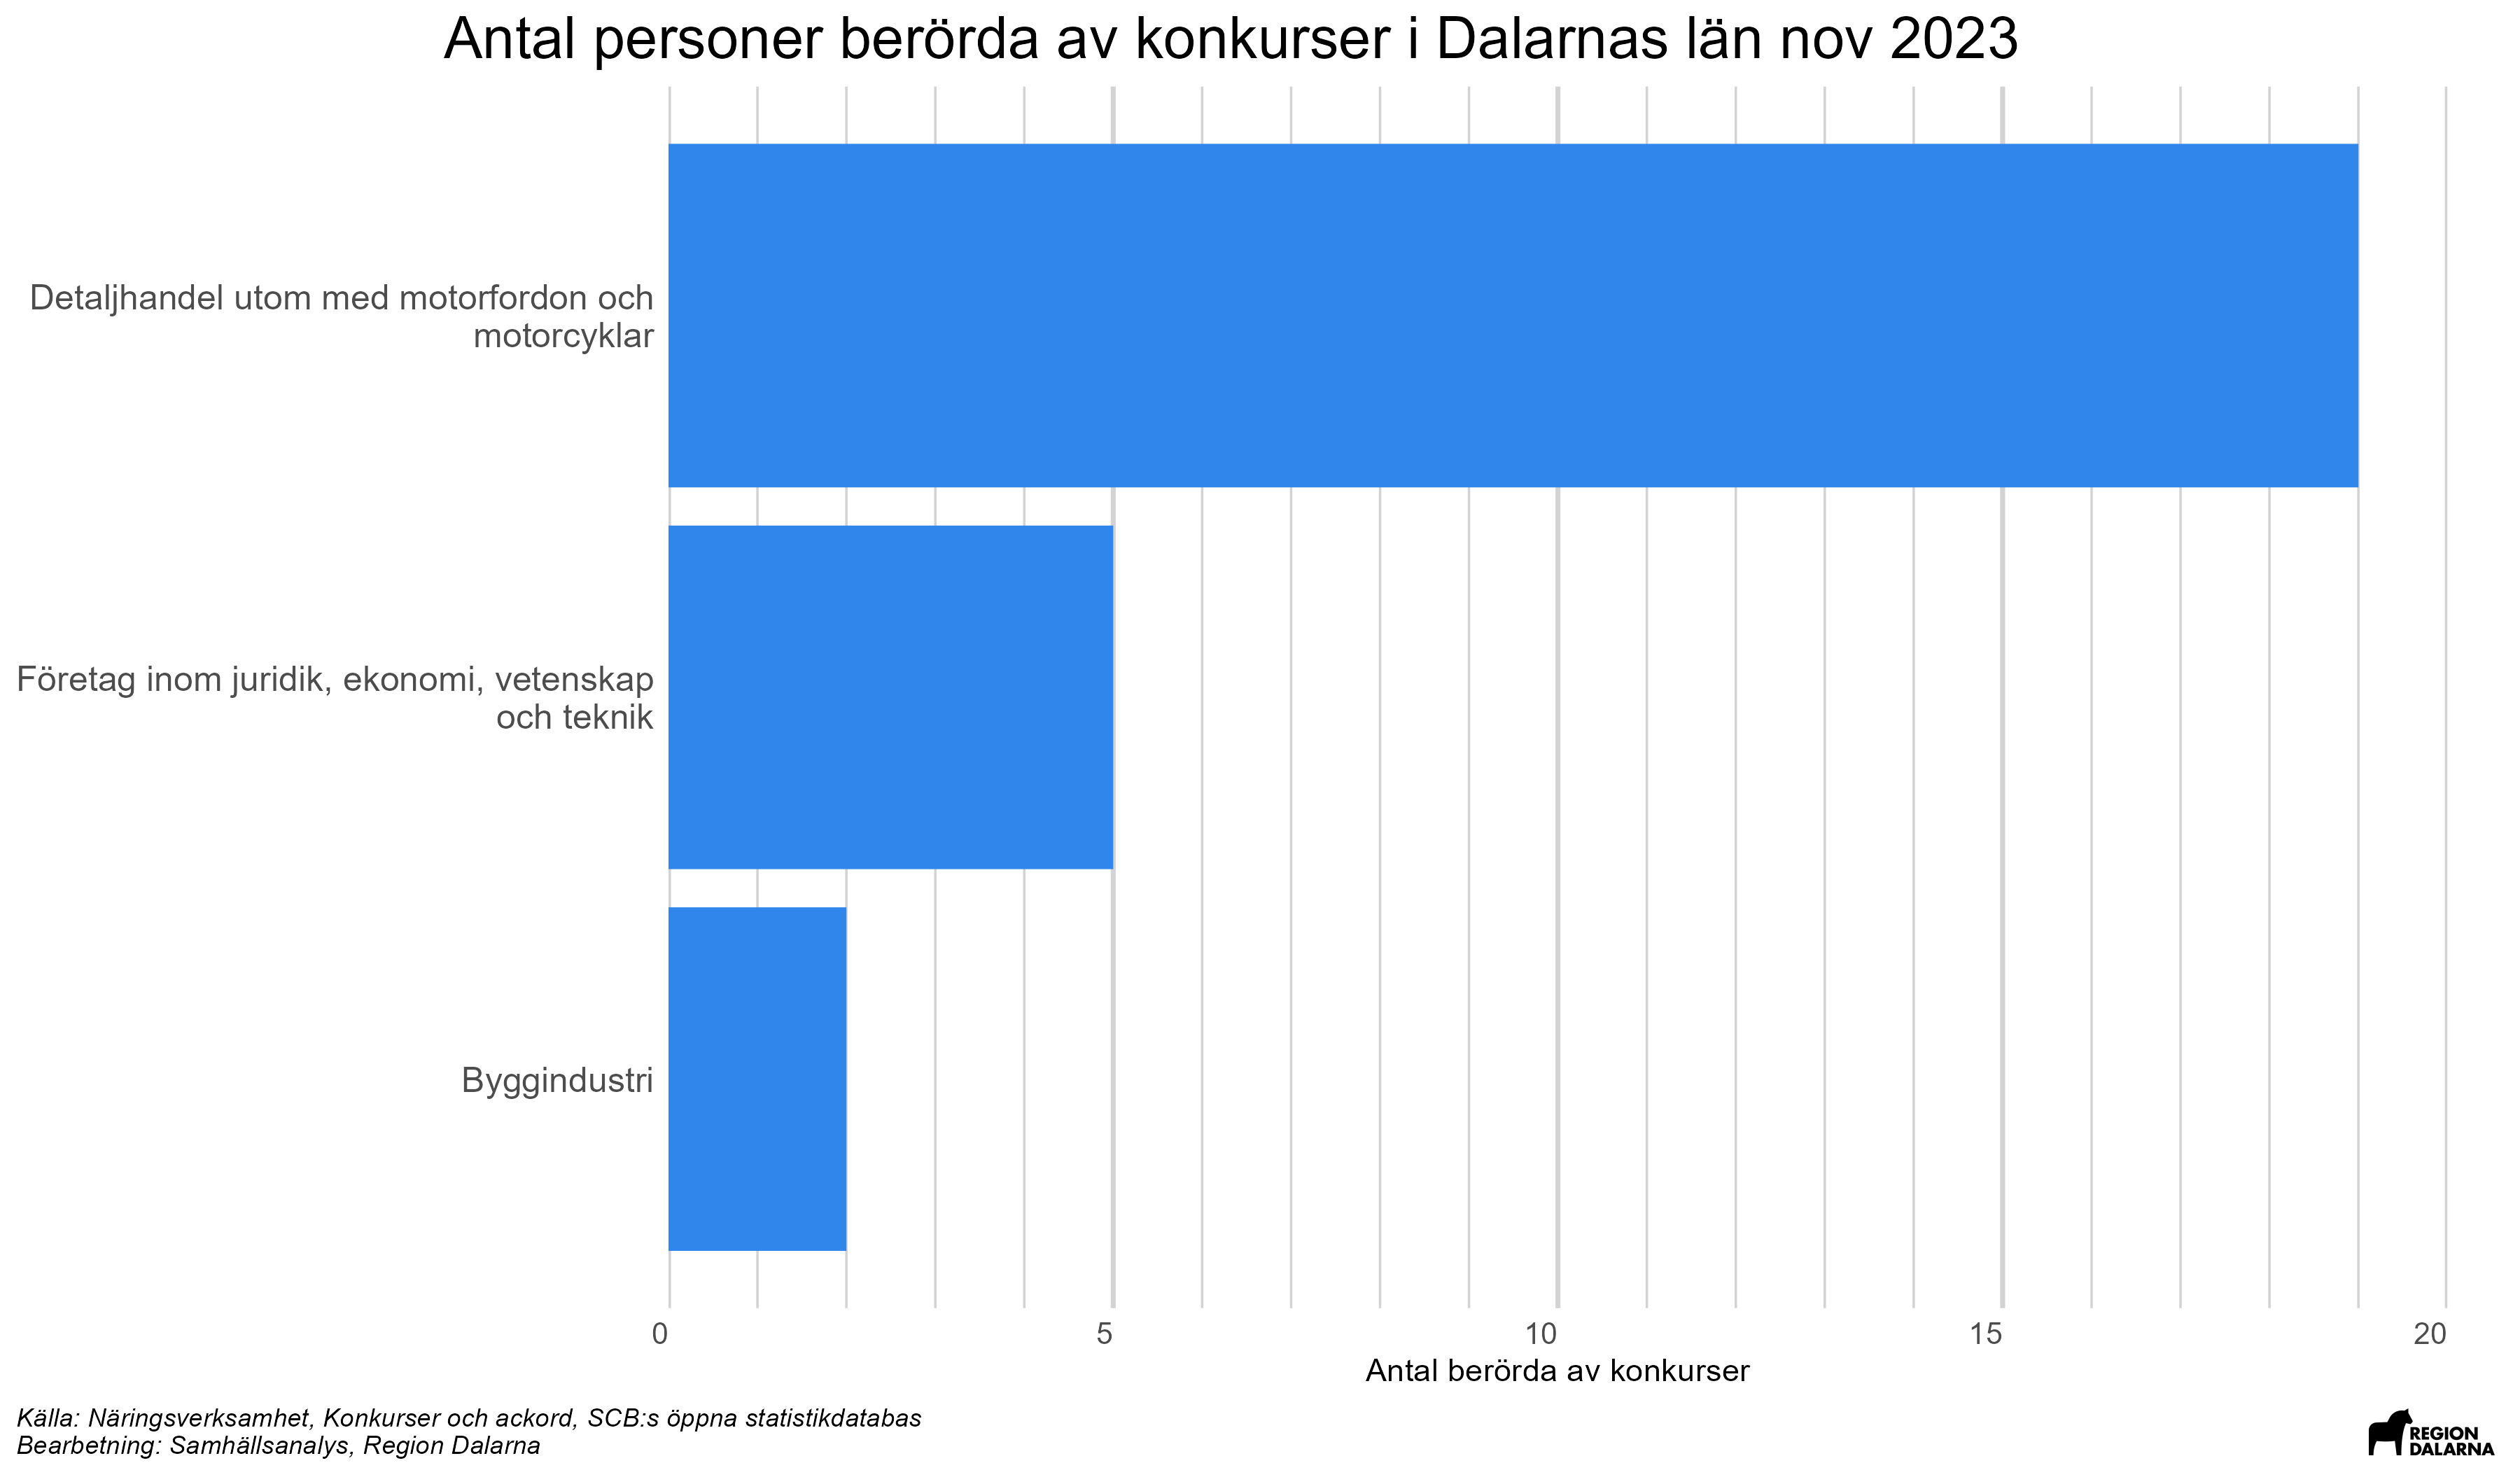 Antal personer berörda av konkurser i Dalarnas län nov 2023
Detaljhandel utom med motorfordon och
motorcyklar
Företag inom juridik, ekonomi, vetenskap
och teknik
Byggindustri
0 5 10 15 20
Antal berörda av konkurser
Källa: Näringsverksamhet, Konkurser och ackord, SCB:s öppna statistikdatabas
Bearbetning: Samhällsanalys, Region Dalarna
REGION
DALARNA